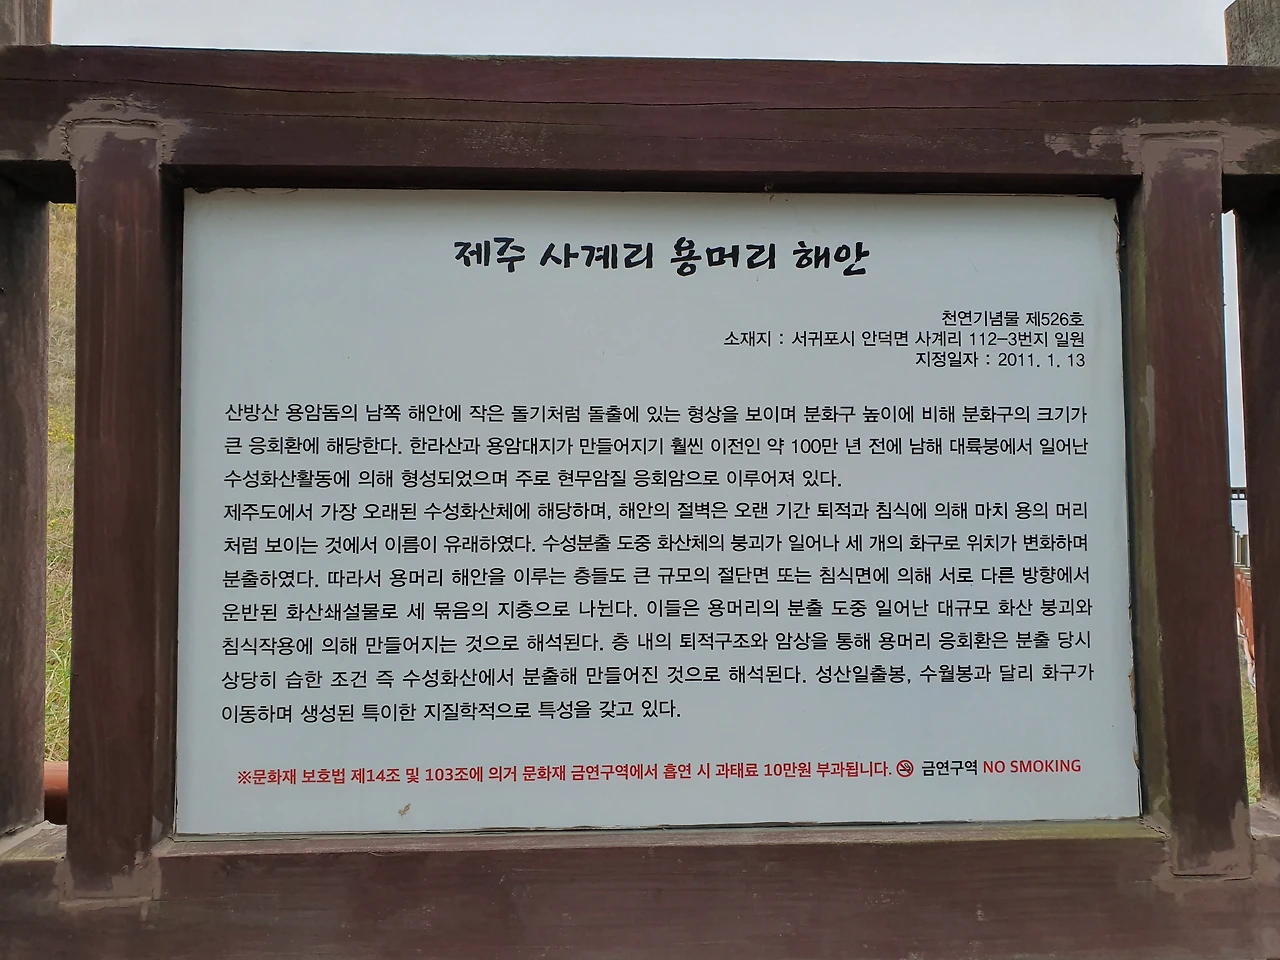 제주 사계리 용머리 해안
천연기념물 제526호
소재지 : 서귀포시 안덕면 사계리 112-3번지 일원
지정일자 : 2011. 1. 13
산방산 용암돔의 남쪽 해안에 작은 돌기처럼 돌출에 있는 형상을 보이며 분화구 높이에 비해 분화구의 크기가
큰 응회환에 해당한다. 한라산과 용암대지가 만들어지기 훨씬 이전인 약 100만 년 전에 남해 대륙붕에서 일어난
수성화산활동에 의해 형성되었으며 주로 현무암질 응회암으로 이루어져 있다.
제주도에서 가장 오래된 수성화산체에 해당하며, 해안의 절벽은 오랜 기간 퇴적과 침식에 의해 마치 용의 머리
처럼 보이는 것에서 이름이 유래하였다. 수성분출 도중 화산체의 붕괴가 일어나 세 개의 화구로 위치가 변화하며
분출하였다. 따라서 용머리 해안을 이루는 층들도 큰 규모의 절단면 또는 침식면에 의해 서로 다른 방향에서
운반된 화산쇄설물로 세 묶음의 지층으로 나뉜다. 이들은 용머리의 분출 도중 일어난 대규모 화산 붕괴와
침식작용에 의해 만들어지는 것으로 해석된다. 층 내의 퇴적구조와 암상을 통해 용머리 응회환은 분출 당시
상당히 습한 조건 즉 수성화산에서 분출해 만들어진 것으로 해석된다. 성산일출봉, 수월봉과 달리 화구가
이동하며 생성된 특이한 지질학적으로 특성을 갖고 있다.
※문화재 보호법 제14조 및 103조에 의거 문화재 금연구역에서 흡연 시 과태료 10만원 부과됩니다. 금연구역 NO SMOKING